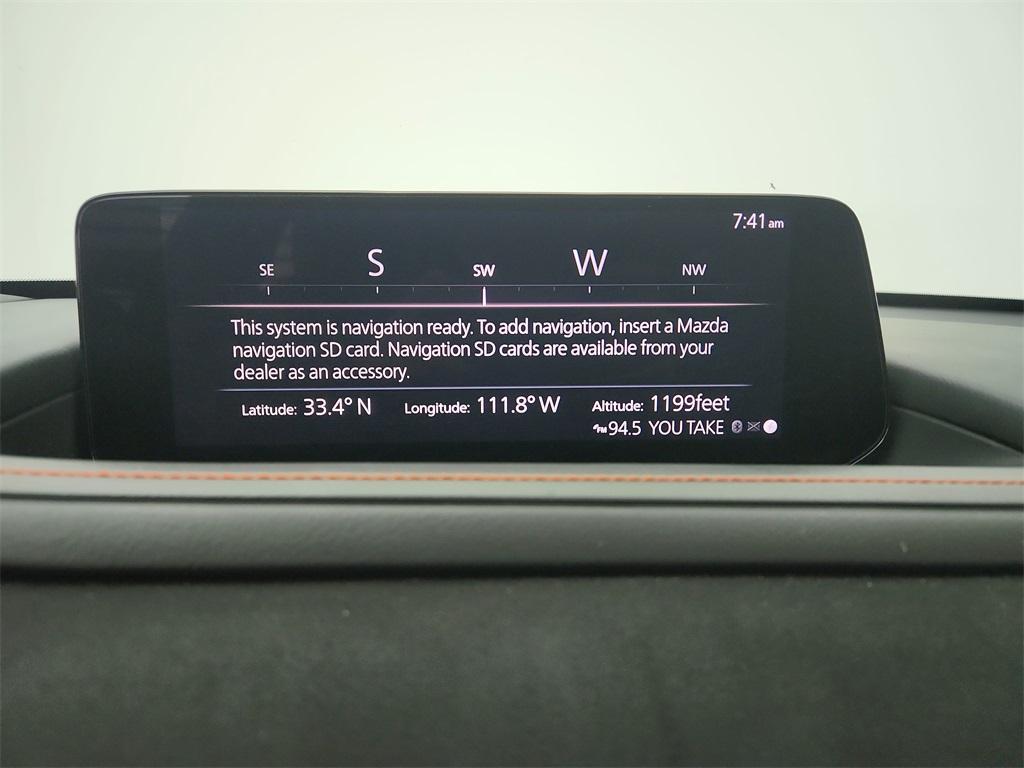 7:41 am
SE S SW W NW
This system is navigation ready. To add navigation, insert a Mazda
navigation SD card. Navigation SD cards are available from your
dealer as an accessory.
Latitude: 33.4° N Longitude: 111.8° W Altitude: 1199feet
FM 94.5 YOU TAKE